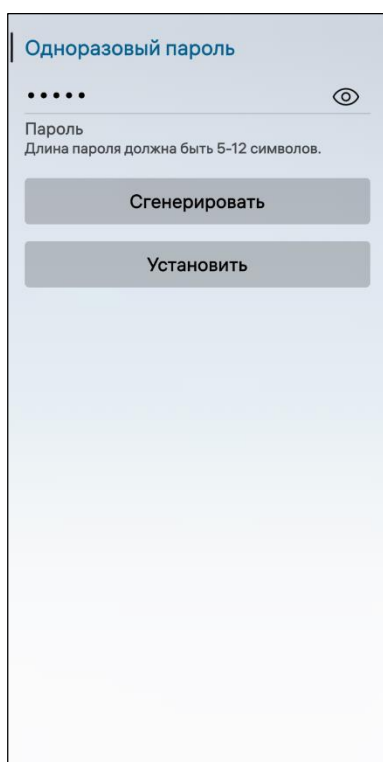 Одноразовый пароль
•••••
Пароль
Длина пароля должна быть 5-12 символов.
Сгенерировать
Установить